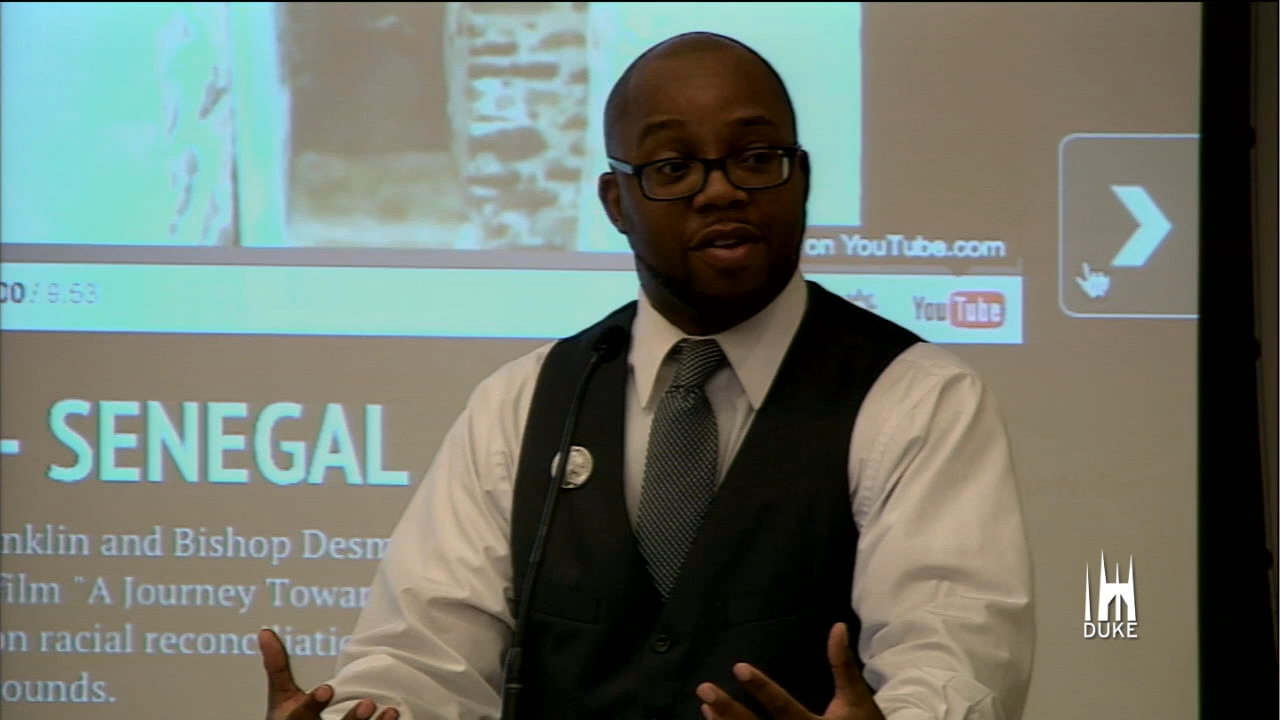 on YouTube.com
00 / 9:53
YouTube
- SENEGAL
nklin and Bishop Desm
film "A Journey Towar
on racial reconciliatio
ounds.
DUKE